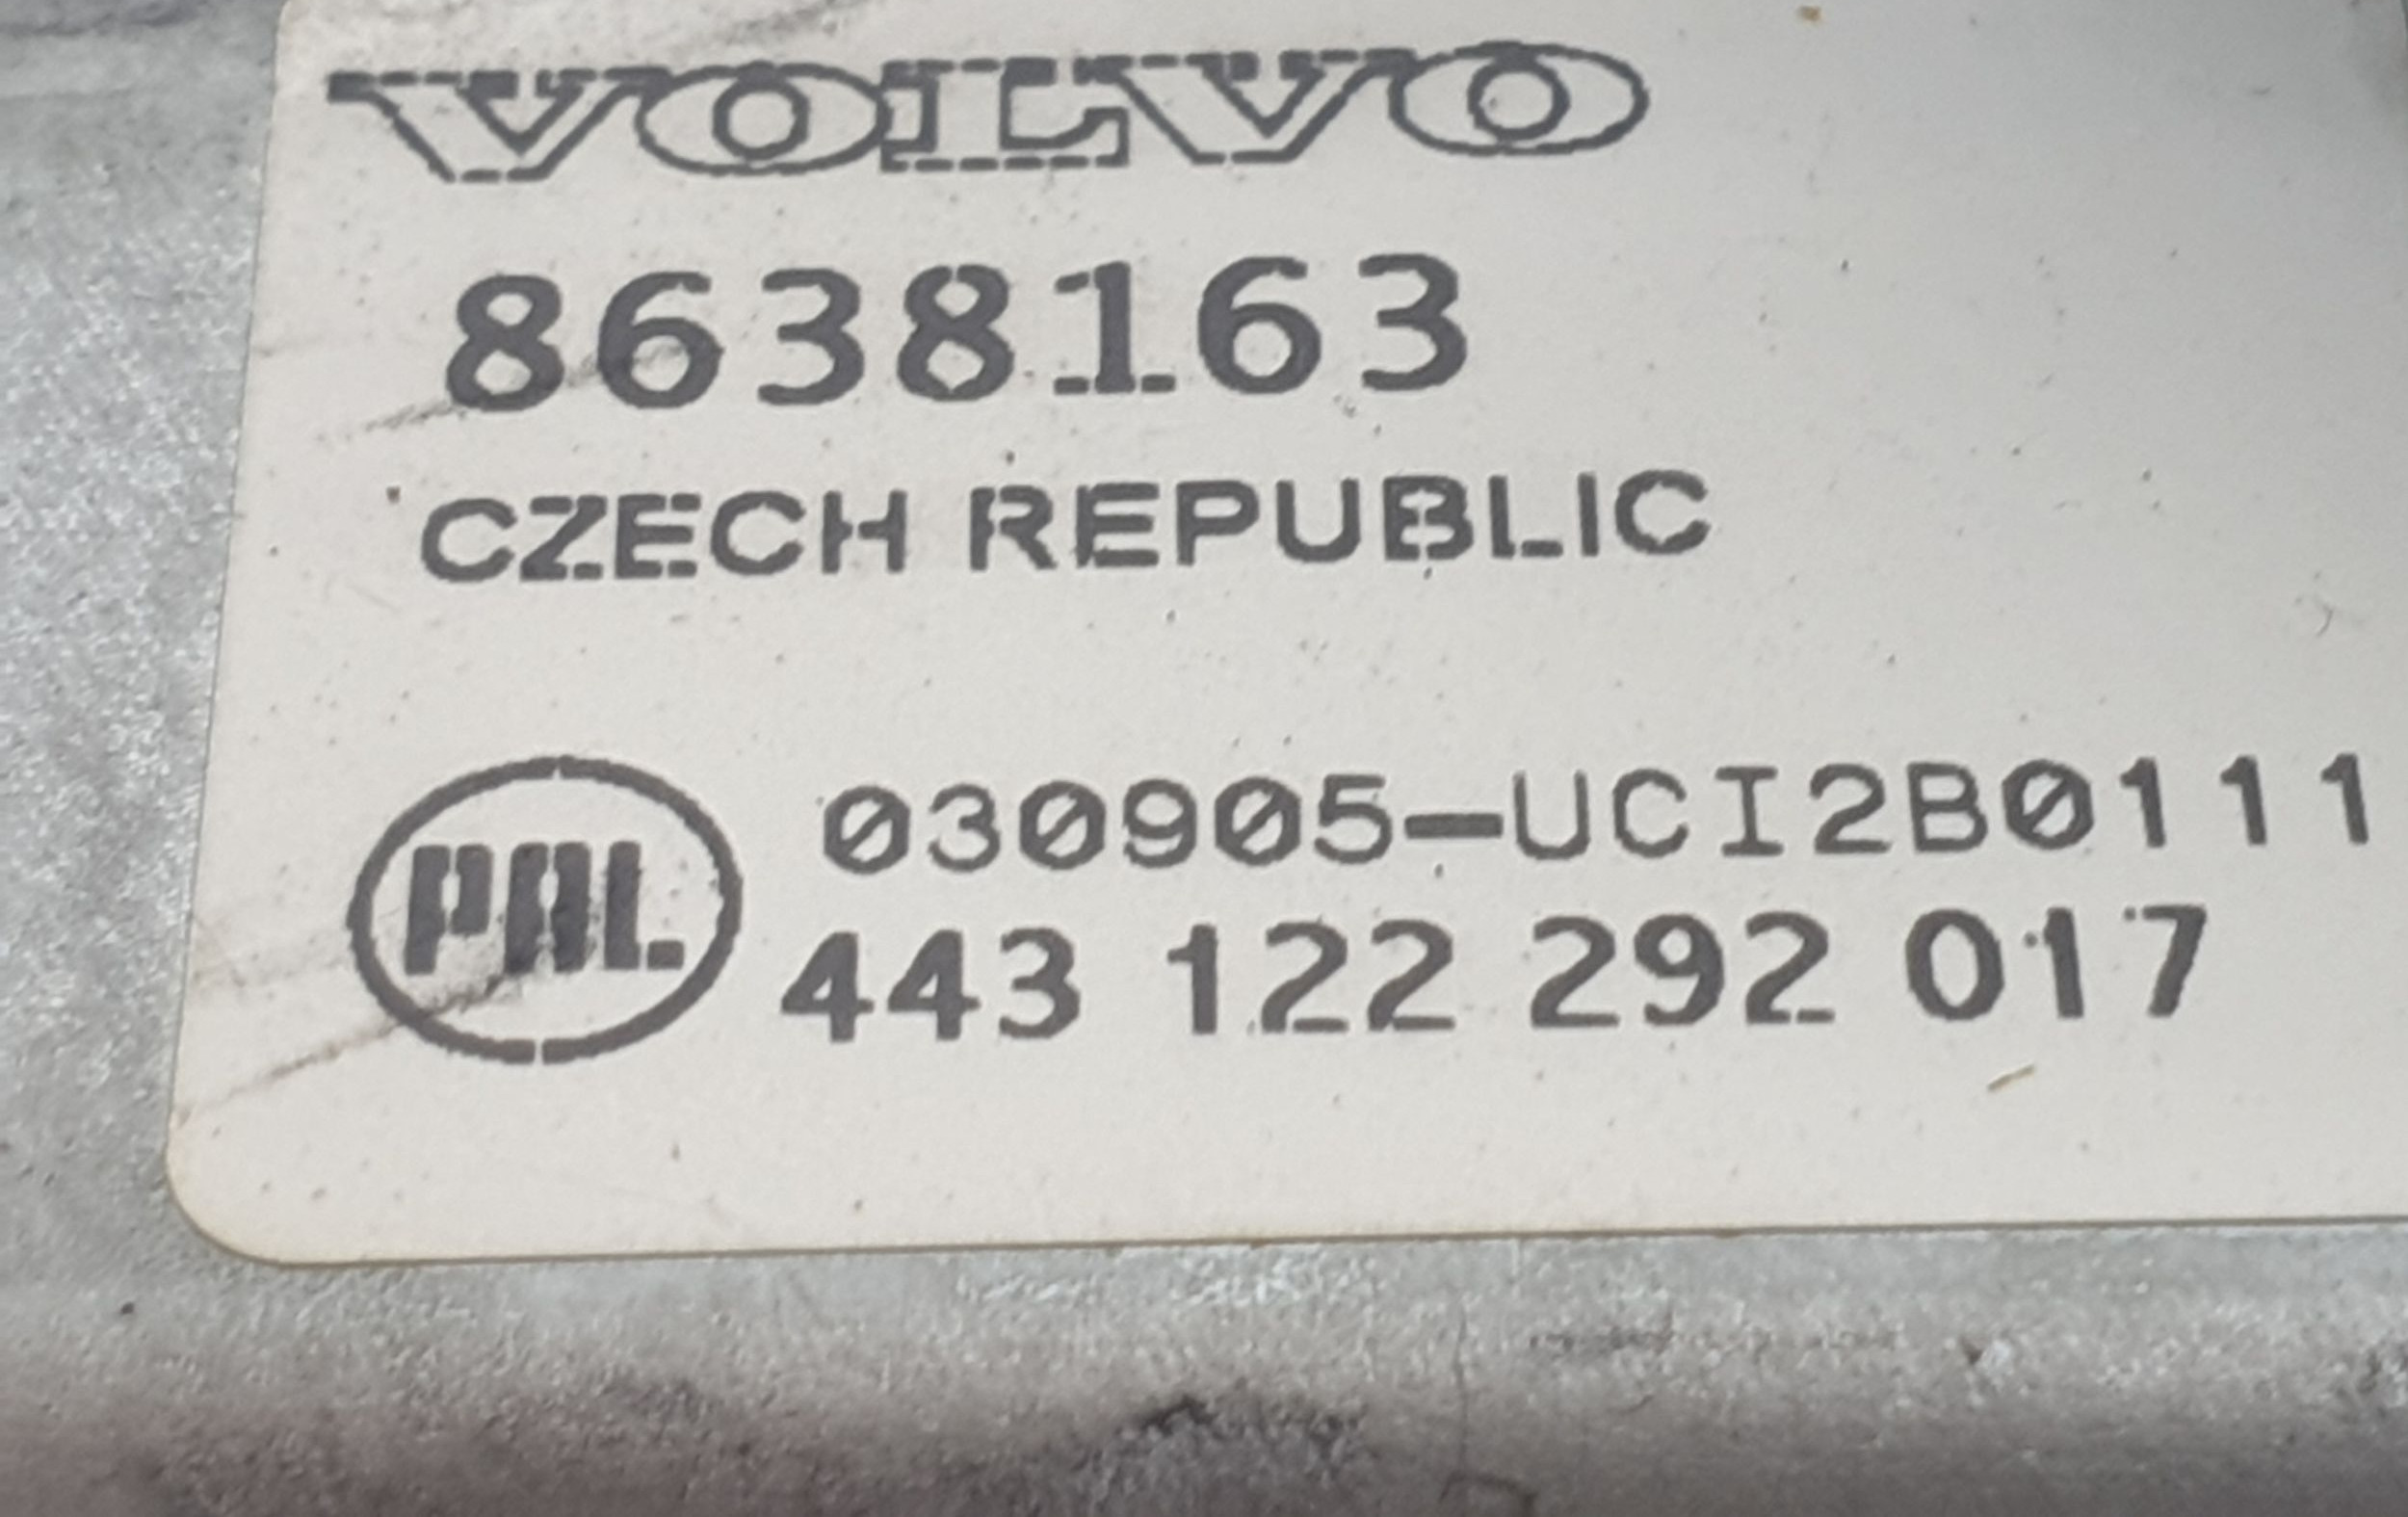 VOLVO
8638163
CZECH REPUBLIC
PAL
030905-UCI2B0111
443 122 292 017